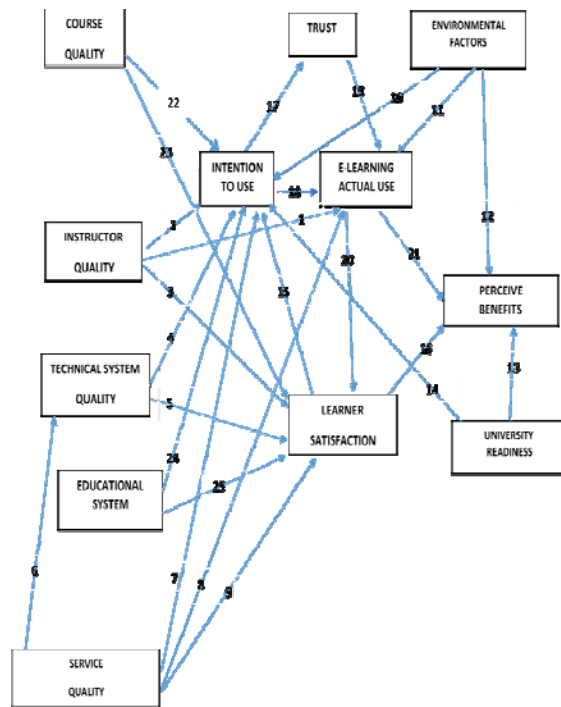 COURSE
QUALITY
TRUST
ENVIRONMENTAL
FACTORS
22
17
11
INTENTION
TO USE
E-LEARNING
ACTUAL USE
1
INSTRUCTOR
QUALITY
3
20
21
12
PERCEIVE
BENEFITS
15
4
TECHNICAL SYSTEM
QUALITY
5
13
14
LEARNER
SATISFACTION
UNIVERSITY
READINESS
24
25
EDUCATIONAL
SYSTEM
6
7
8
9
SERVICE
QUALITY